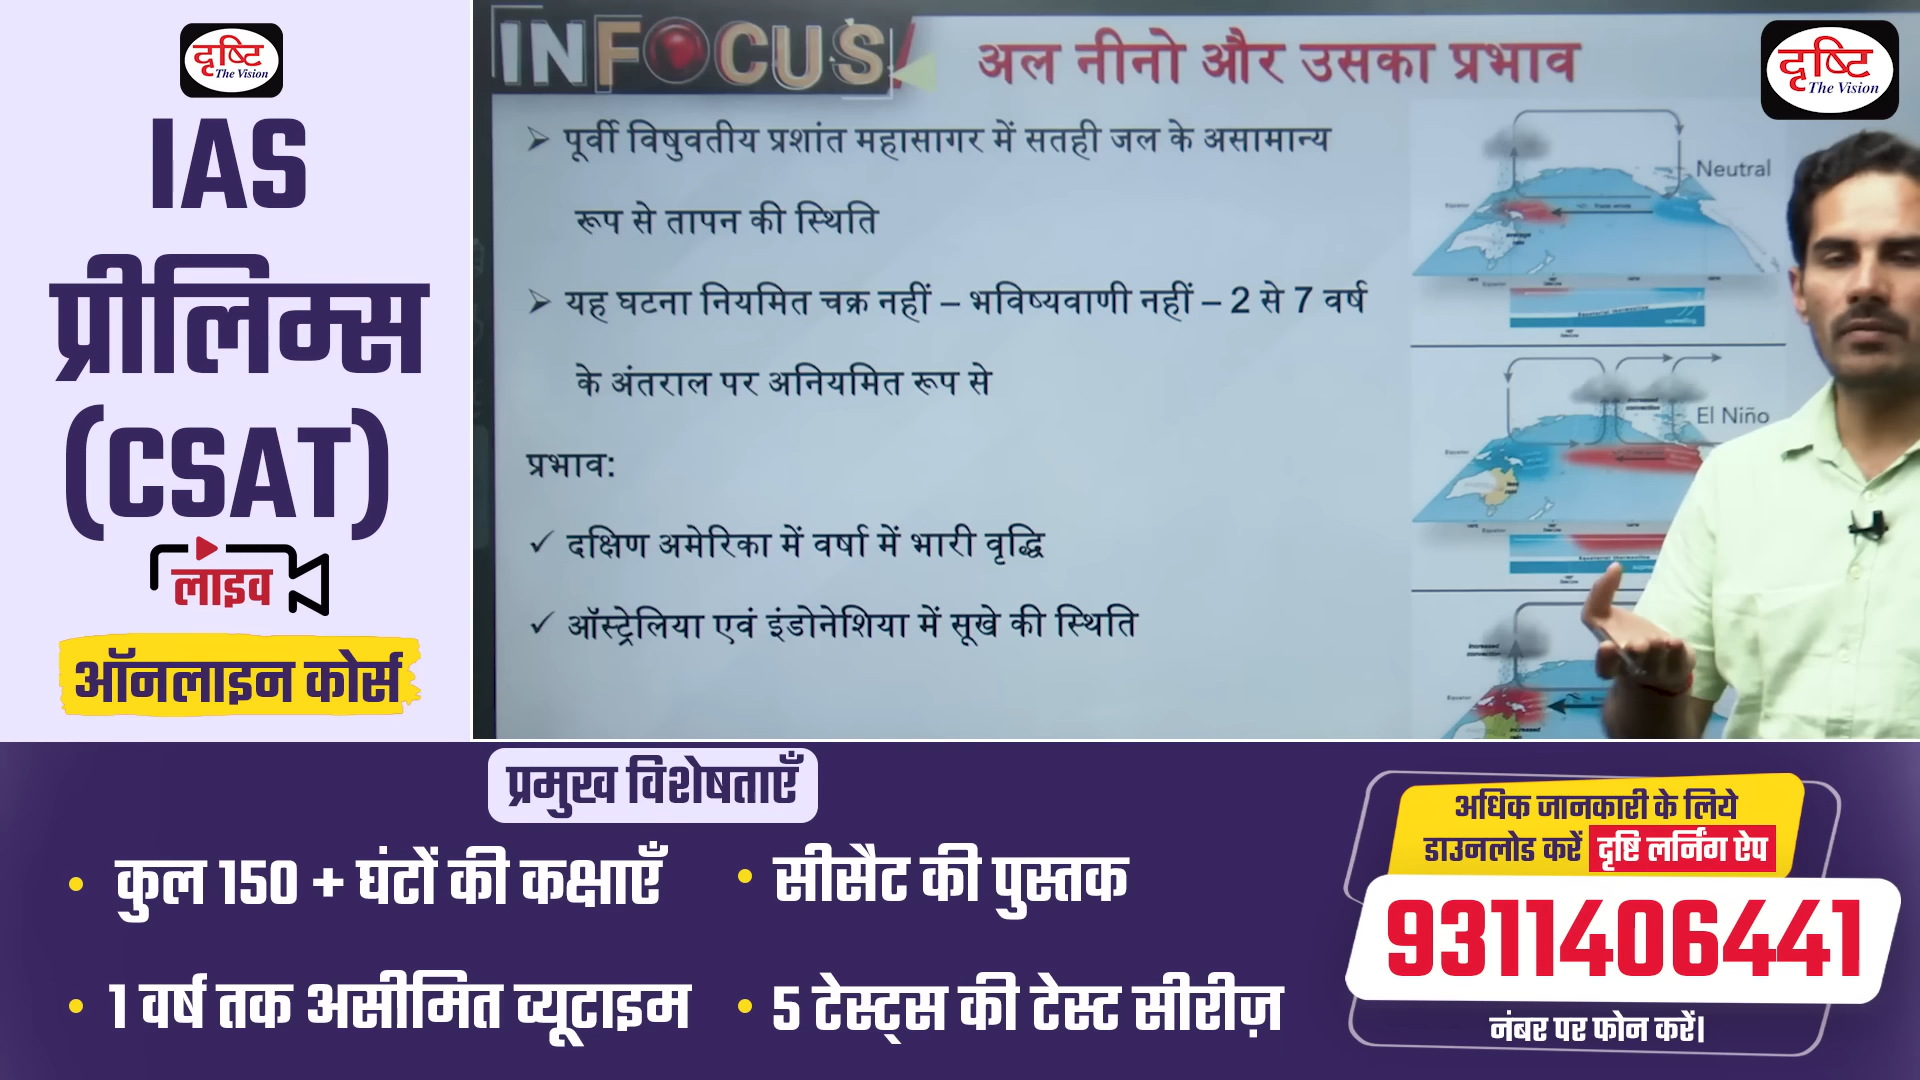 दृष्टि
The Vision
IAS
प्रीलिम्स
(CSAT)
लाइव
ऑनलाइन कोर्स
INFOCUS
अल नीनो और उसका प्रभाव
दृष्टि
The Vision
➢ पूर्वी विषुवतीय प्रशांत महासागर में सतही जल के असामान्य
रूप से तापन की स्थिति
➢ यह घटना नियमित चक्र नहीं – भविष्यवाणी नहीं – 2 से 7 वर्ष
के अंतराल पर अनियमित रूप से
प्रभाव:
✓ दक्षिण अमेरिका में वर्षा में भारी वृद्धि
✓ ऑस्ट्रेलिया एवं इंडोनेशिया में सूखे की स्थिति
Neutral
El Niño
प्रमुख विशेषताएँ
• कुल 150 + घंटों की कक्षाएँ
• सीसैट की पुस्तक
• 1 वर्ष तक असीमित व्यूटाइम
• 5 टेस्ट्स की टेस्ट सीरीज़
अधिक जानकारी के लिये
डाउनलोड करें दृष्टि लर्निंग ऐप
9311406441
नंबर पर फोन करें।